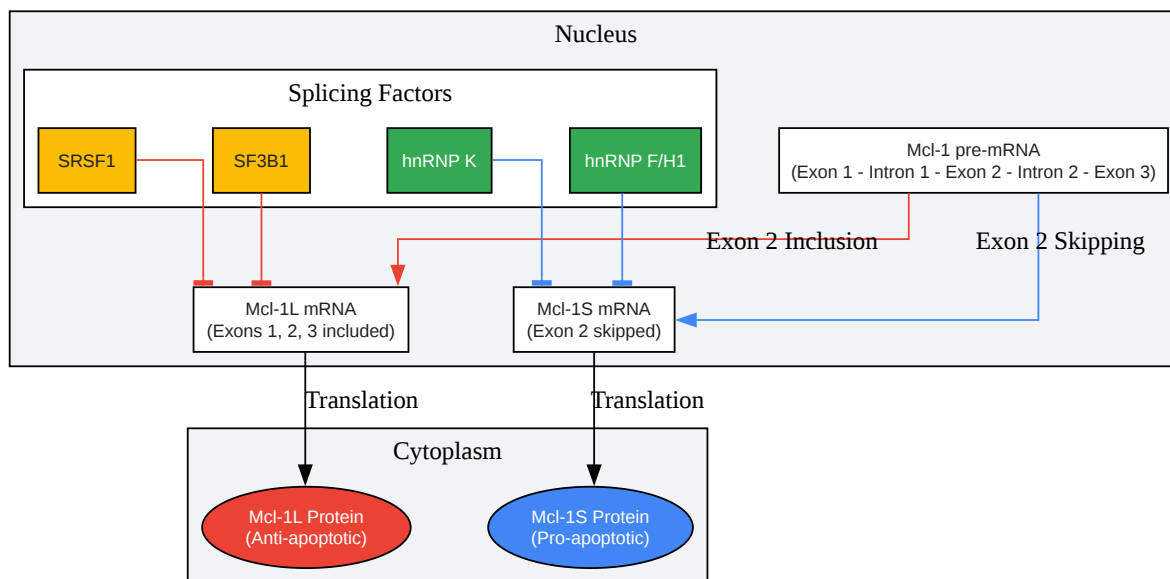 Nucleus
Splicing Factors
SRSF1
SF3B1
hnRNP K
hnRNP F/H1
Mcl-1 pre-mRNA
(Exon 1 - Intron 1 - Exon 2 - Intron 2 - Exon 3)
Exon 2 Inclusion
Exon 2 Skipping
Mcl-1L mRNA
(Exons 1, 2, 3 included)
Mcl-1S mRNA
(Exon 2 skipped)
Translation
Translation
Cytoplasm
Mcl-1L Protein
(Anti-apoptotic)
Mcl-1S Protein
(Pro-apoptotic)